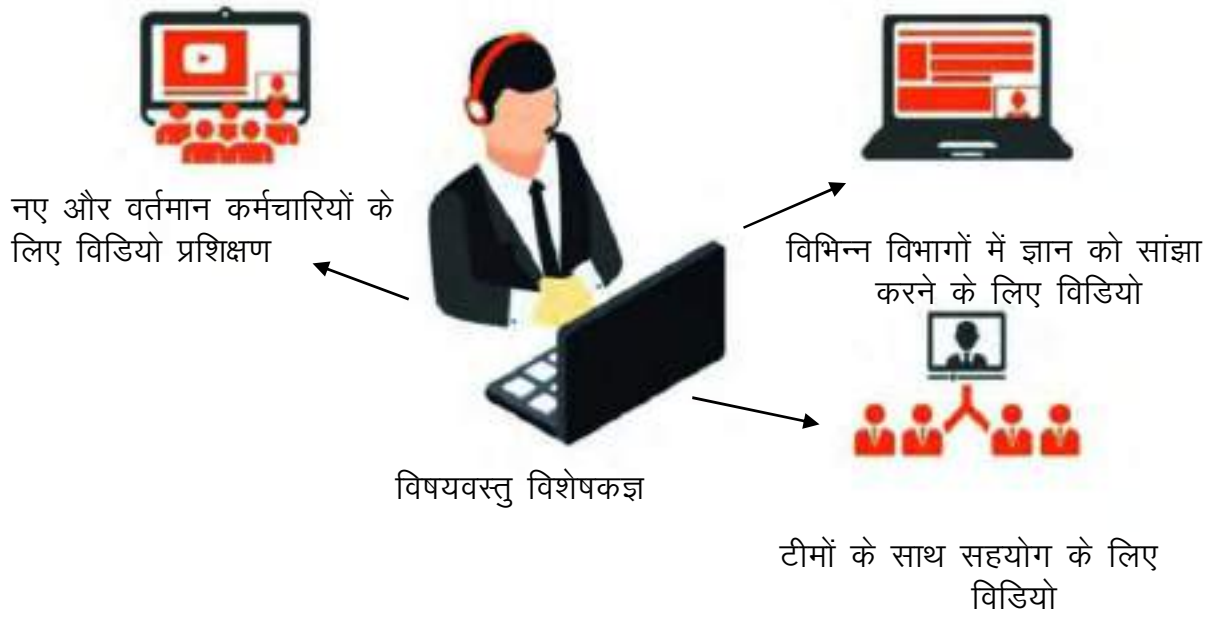 नए और वर्तमान कर्मचारियों के
लिए विडियो प्रशिक्षण
विभिन्न विभागों में ज्ञान को सांझा
करने के लिए विडियो
विषयवस्तु विशेषकज्ञ
टीमों के साथ सहयोग के लिए
विडियो